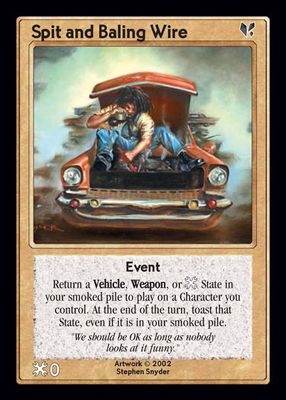 Spit and Baling Wire
Event
Return a Vehicle, Weapon, or State in
your smoked pile to play on a Character you
control. At the end of the turn, toast that
State, even if it is in your smoked pile.
"We should be OK as long as nobody
looks at it funny."
Artwork © 2002
Stephen Snyder
0